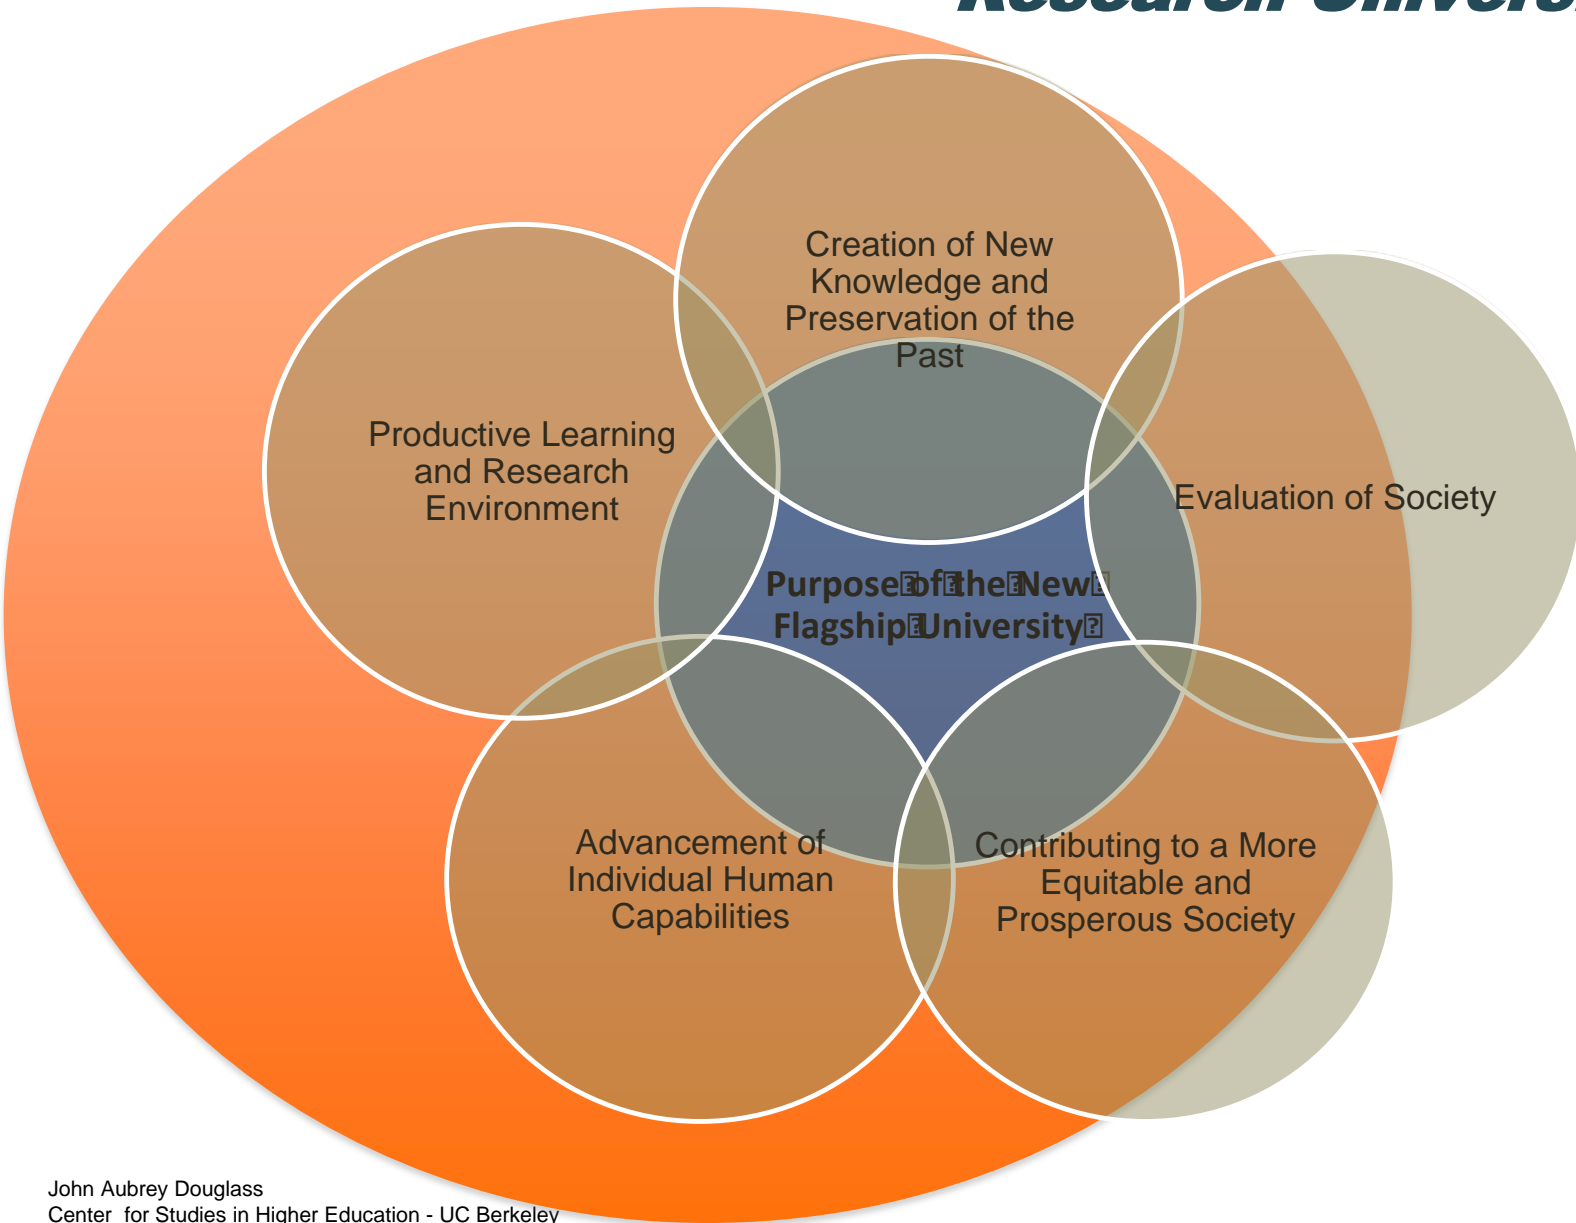 Research
Creation of New
Knowledge and
Preservation of the
Past
Productive Learning
and Research
Environment
Evaluation of Society
Purpose of the New
Flagship University
Advancement of
Individual Human
Capabilities
Contributing to a More
Equitable and
Prosperous Society
John Aubrey Douglass
Center for Studies in Higher Education - UC Berkeley